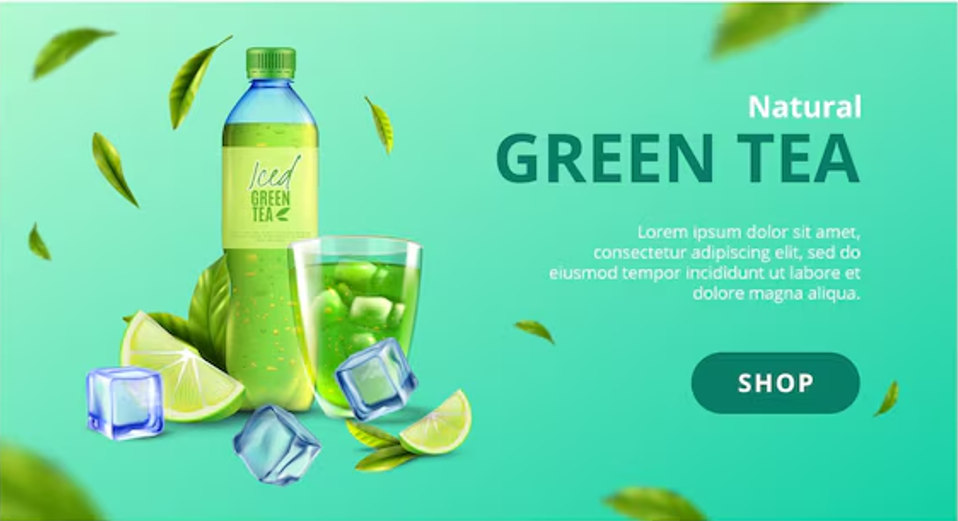 Iced
GREEN
TEA
Natural
GREEN TEA
Lorem ipsum dolor sit amet,
consectetur adipiscing elit, sed do
eiusmod tempor incididunt ut labore et
dolore magna aliqua.
SHOP